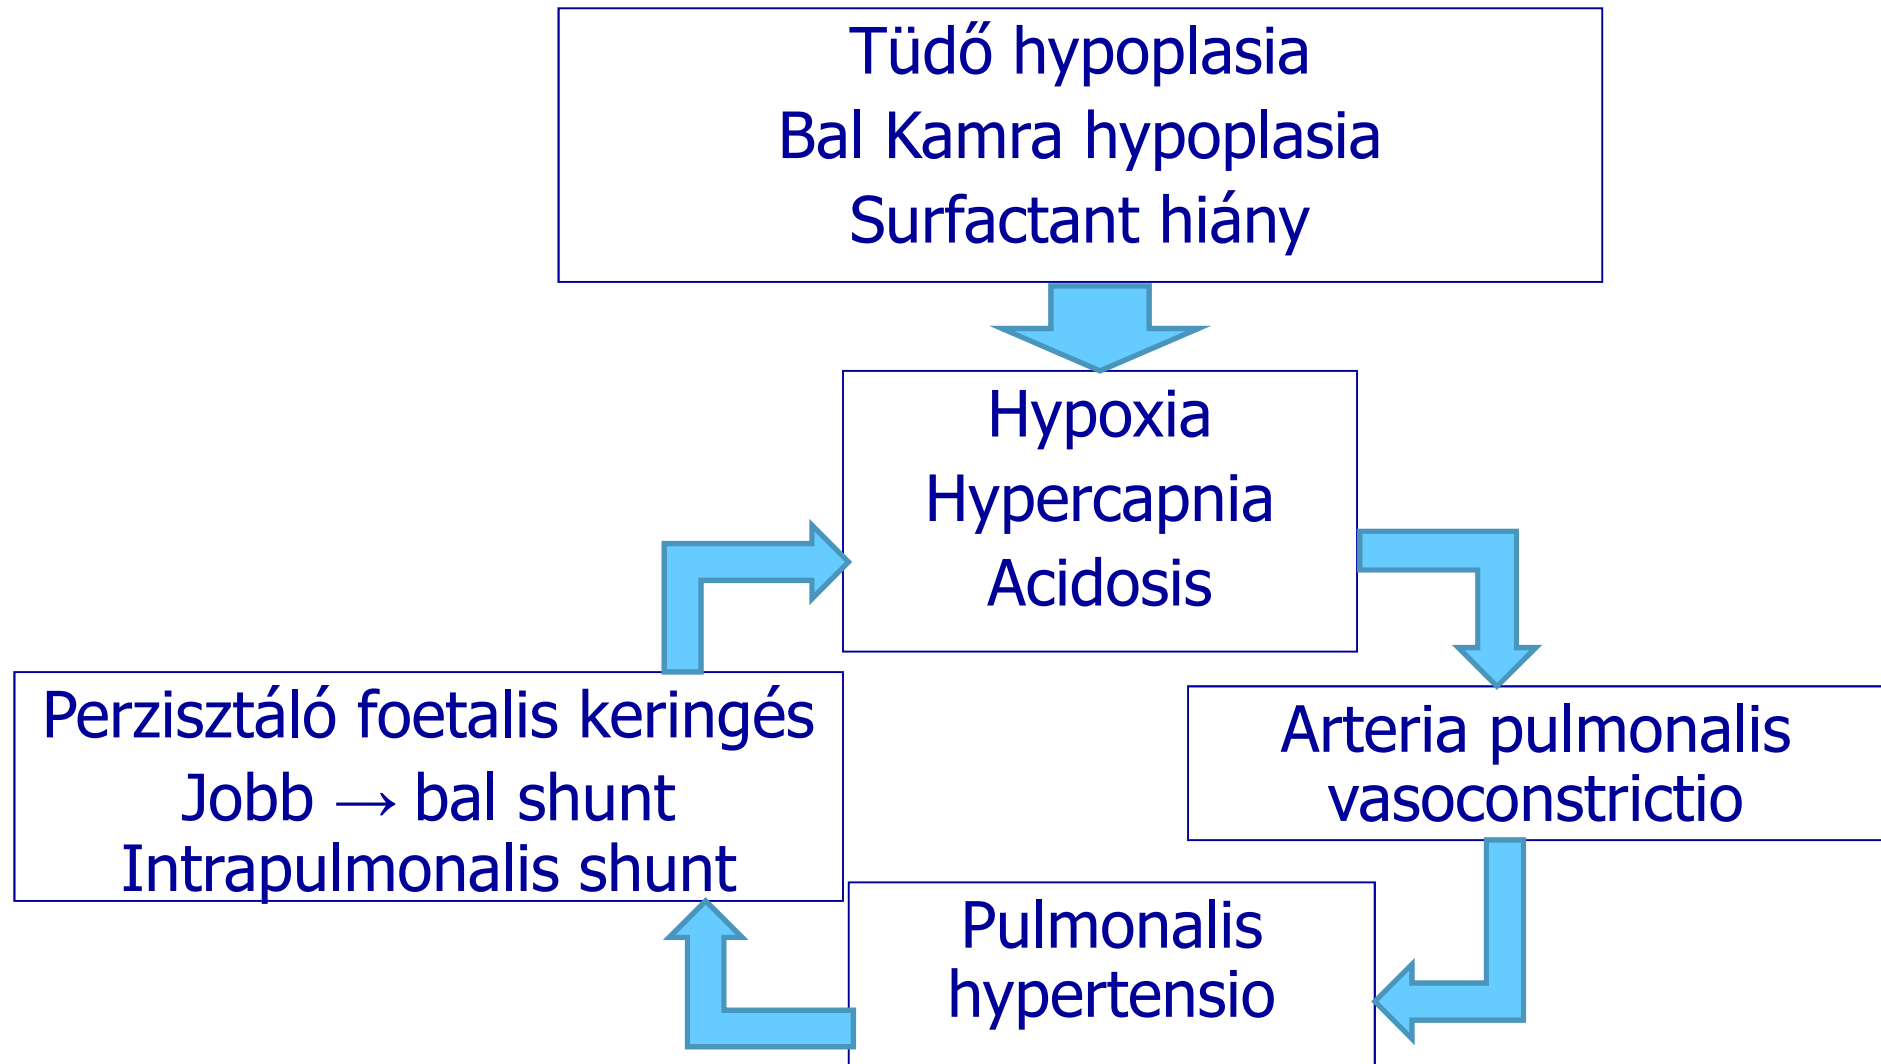 Tüdő hypoplasia
Bal Kamra hypoplasia
Surfactant hiány
Hypoxia
Hypercapnia
Acidosis
Perzisztáló foetalis keringés
Jobb → bal shunt
Intrapulmonalis shunt
Arteria pulmonalis
vasoconstrictio
Pulmonalis
hypertensio